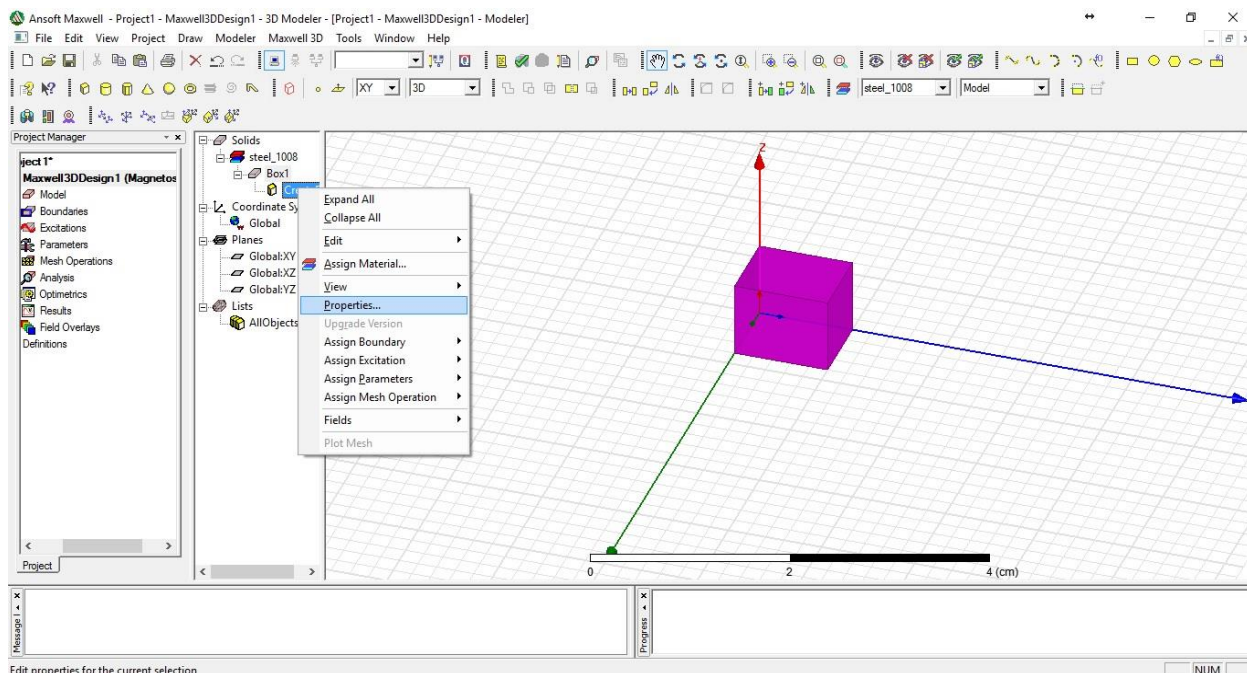 Ansoft Maxwell - Project1 - Maxwell3DDesign1 - 3D Modeler - [Project1 - Maxwell3DDesign1 - Modeler]
File Edit View Project Draw Modeler Maxwell 3D Tools Window Help
XY 3D steel_1008 Model
Project Manager
ject 1*
Maxwell3DDesign1 (Magnetos
Model
Boundaries
Excitations
Parameters
Mesh Operations
Analysis
Optimetrics
Results
Field Overlays
Definitions
Project
Solids
steel_1008
Box1
Coordinate Sy
Global
Planes
Global:XY
Global:XZ
Global:YZ
Lists
AllObjects
Expand All
Collapse All
Edit
Assign Material...
View
Properties...
Upgrade Version
Assign Boundary
Assign Excitation
Assign Parameters
Assign Mesh Operation
Fields
Plot Mesh
Z
0 2 4 (cm)
Message
Progress
Edit properties for the current selection
NUM